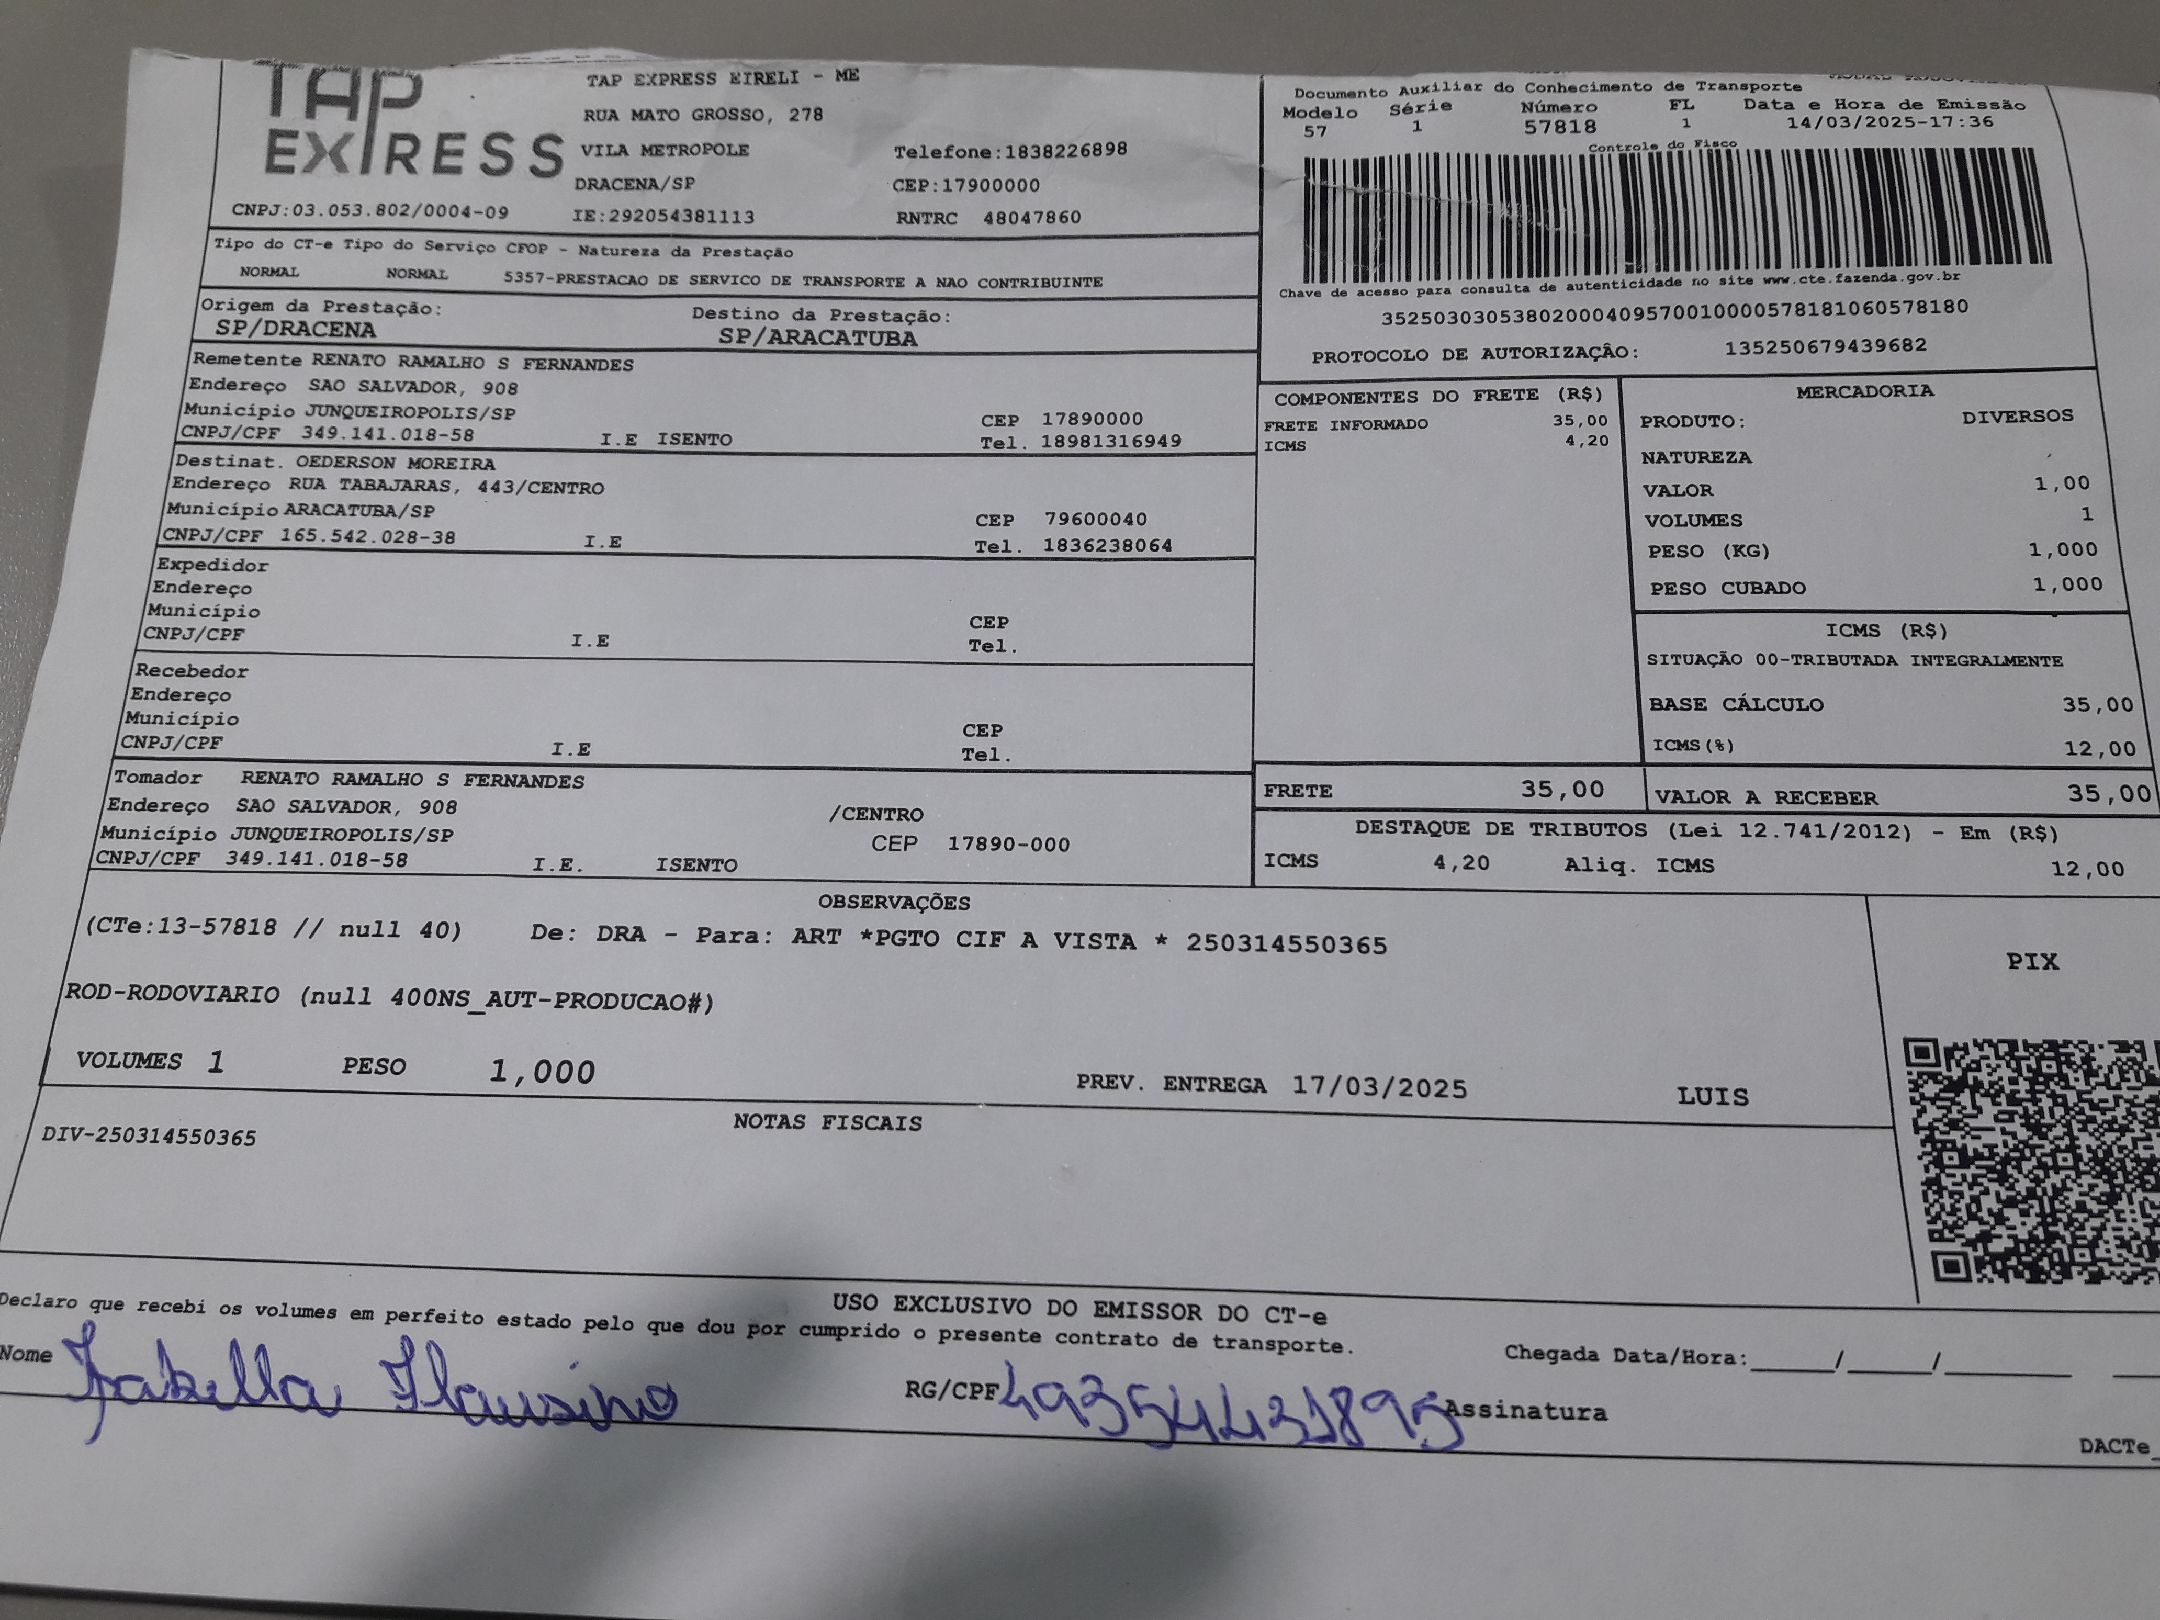 TAP
EXPRESS
TAP EXPRESS EIRELI - ME
RUA MATO GROSSO, 278
VILA METROPOLE Telefone:1838226898
DRACENA/SP CEP:17900000
CNPJ:03.053.802/0004-09 IE:292054381113 RNTRC 48047860
Documento Auxiliar do Conhecimento de Transporte
Modelo Série Número FL Data e Hora de Emissão
57 1 57818 1 14/03/2025-17:36
Controle do Fisco
Chave de acesso para consulta de autenticidade no site www.cte.fazenda.gov.br
35250303053802000409570010000578181060578180
PROTOCOLO DE AUTORIZAÇÃO: 135250679439682
Tipo do CT-e Tipo do Serviço CFOP - Natureza da Prestação
NORMAL NORMAL 5357-PRESTACAO DE SERVICO DE TRANSPORTE A NAO CONTRIBUINTE
Origem da Prestação: Destino da Prestação:
SP/DRACENA SP/ARACATUBA
Remetente RENATO RAMALHO S FERNANDES
Endereço SAO SALVADOR, 908
Município JUNQUEIROPOLIS/SP CEP 17890000
CNPJ/CPF 349.141.018-58 I.E ISENTO Tel. 18981316949
Destinat. OEDERSON MOREIRA
Endereço RUA TABAJARAS, 443/CENTRO
Município ARACATUBA/SP CEP 79600040
CNPJ/CPF 165.542.028-38 I.E Tel. 1836238064
Expedidor
Endereço
Município CEP
CNPJ/CPF I.E Tel.
Recebedor
Endereço
Município CEP
CNPJ/CPF I.E Tel.
Tomador RENATO RAMALHO S FERNANDES
Endereço SAO SALVADOR, 908 /CENTRO
Município JUNQUEIROPOLIS/SP CEP 17890-000
CNPJ/CPF 349.141.018-58 I.E. ISENTO
COMPONENTES DO FRETE (R$)
FRETE INFORMADO 35,00
ICMS 4,20
MERCADORIA
PRODUTO: DIVERSOS
NATUREZA
VALOR 1,00
VOLUMES 1
PESO (KG) 1,000
PESO CUBADO 1,000
ICMS (R$)
SITUAÇÃO 00-TRIBUTADA INTEGRALMENTE
BASE CÁLCULO 35,00
ICMS(%) 12,00
FRETE 35,00 VALOR A RECEBER 35,00
DESTAQUE DE TRIBUTOS (Lei 12.741/2012) - Em (R$)
ICMS 4,20 Aliq. ICMS 12,00
OBSERVAÇÕES
(CTe:13-57818 // null 40) De: DRA - Para: ART *PGTO CIF A VISTA * 250314550365
ROD-RODOVIARIO (null 400NS_AUT-PRODUCAO#)
VOLUMES 1 PESO 1,000 PREV. ENTREGA 17/03/2025 LUIS
PIX
NOTAS FISCAIS
DIV-250314550365
USO EXCLUSIVO DO EMISSOR DO CT-e
Declaro que recebi os volumes em perfeito estado pelo que dou por cumprido o presente contrato de transporte.
Nome Izabella Flausino RG/CPF 49354431895 Assinatura
Chegada Data/Hora:_____/_____/_______
DACTe_